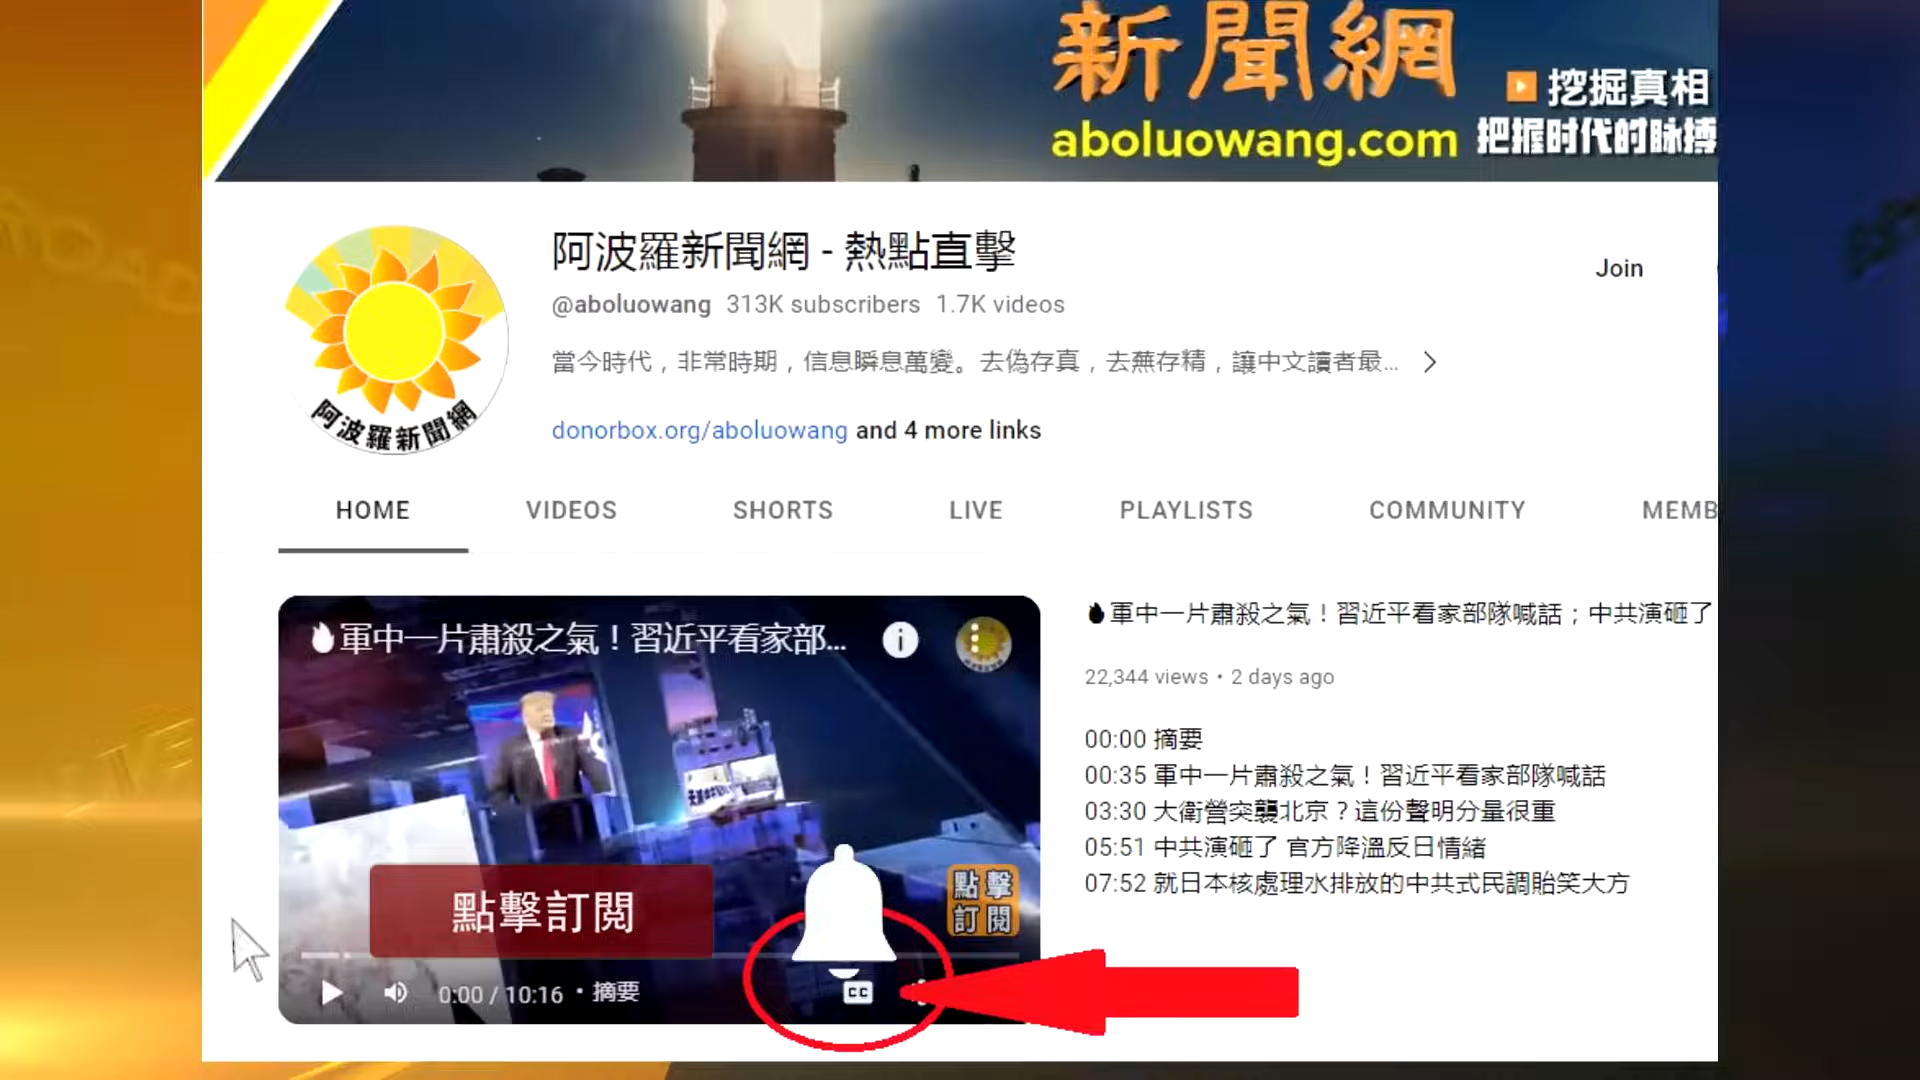 新聞網
aboluowang.com
挖掘真相
把握时代的脉搏
阿波羅新聞網 - 熱點直擊
Join
@aboluowang 313K subscribers 1.7K videos
當今時代，非常時期，信息瞬息萬變。去偽存真，去蕪存精，讓中文讀者最...
阿波羅新聞網
donorbox.org/aboluowang and 4 more links
HOME VIDEOS SHORTS LIVE PLAYLISTS COMMUNITY MEMB
軍中一片肅殺之氣！習近平看家部...
軍中一片肅殺之氣！習近平看家部隊喊話；中共演砸了
22,344 views • 2 days ago
00:00 摘要
00:35 軍中一片肅殺之氣！習近平看家部隊喊話
03:30 大衛營突襲北京？這份聲明分量很重
05:51 中共演砸了 官方降溫反日情緒
07:52 就日本核處理水排放的中共式民調貽笑大方
點擊訂閱
點擊
訂閱
0:00 / 10:16 • 摘要
CC